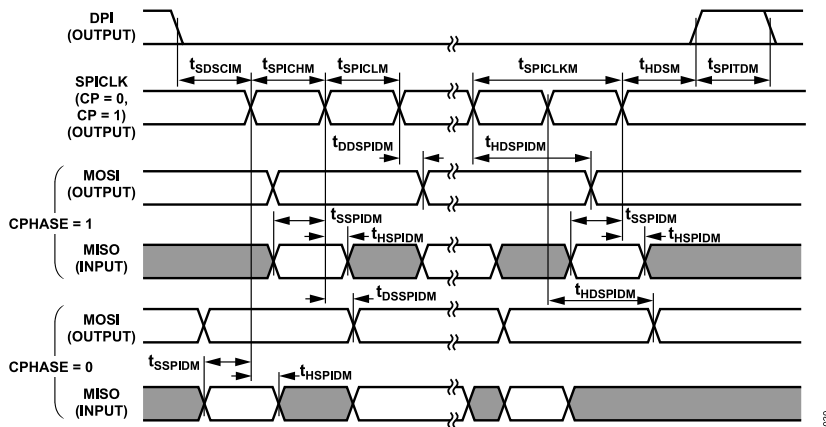 DPI
(OUTPUT)
tSDSCIM
tSPICHM
tSPICLM
tSPICLKM
tHDSM
tSPITDM
SPICLK
(CP = 0,
CP = 1)
(OUTPUT)
tDDSPIDM
tHDSPIDM
MOSI
(OUTPUT)
CPHASE = 1
tSSPIDM
tHSPIDM
tSSPIDM
tHSPIDM
MISO
(INPUT)
tDSSPIDM
tHDSPIDM
MOSI
(OUTPUT)
CPHASE = 0
tSSPIDM
tHSPIDM
MISO
(INPUT)